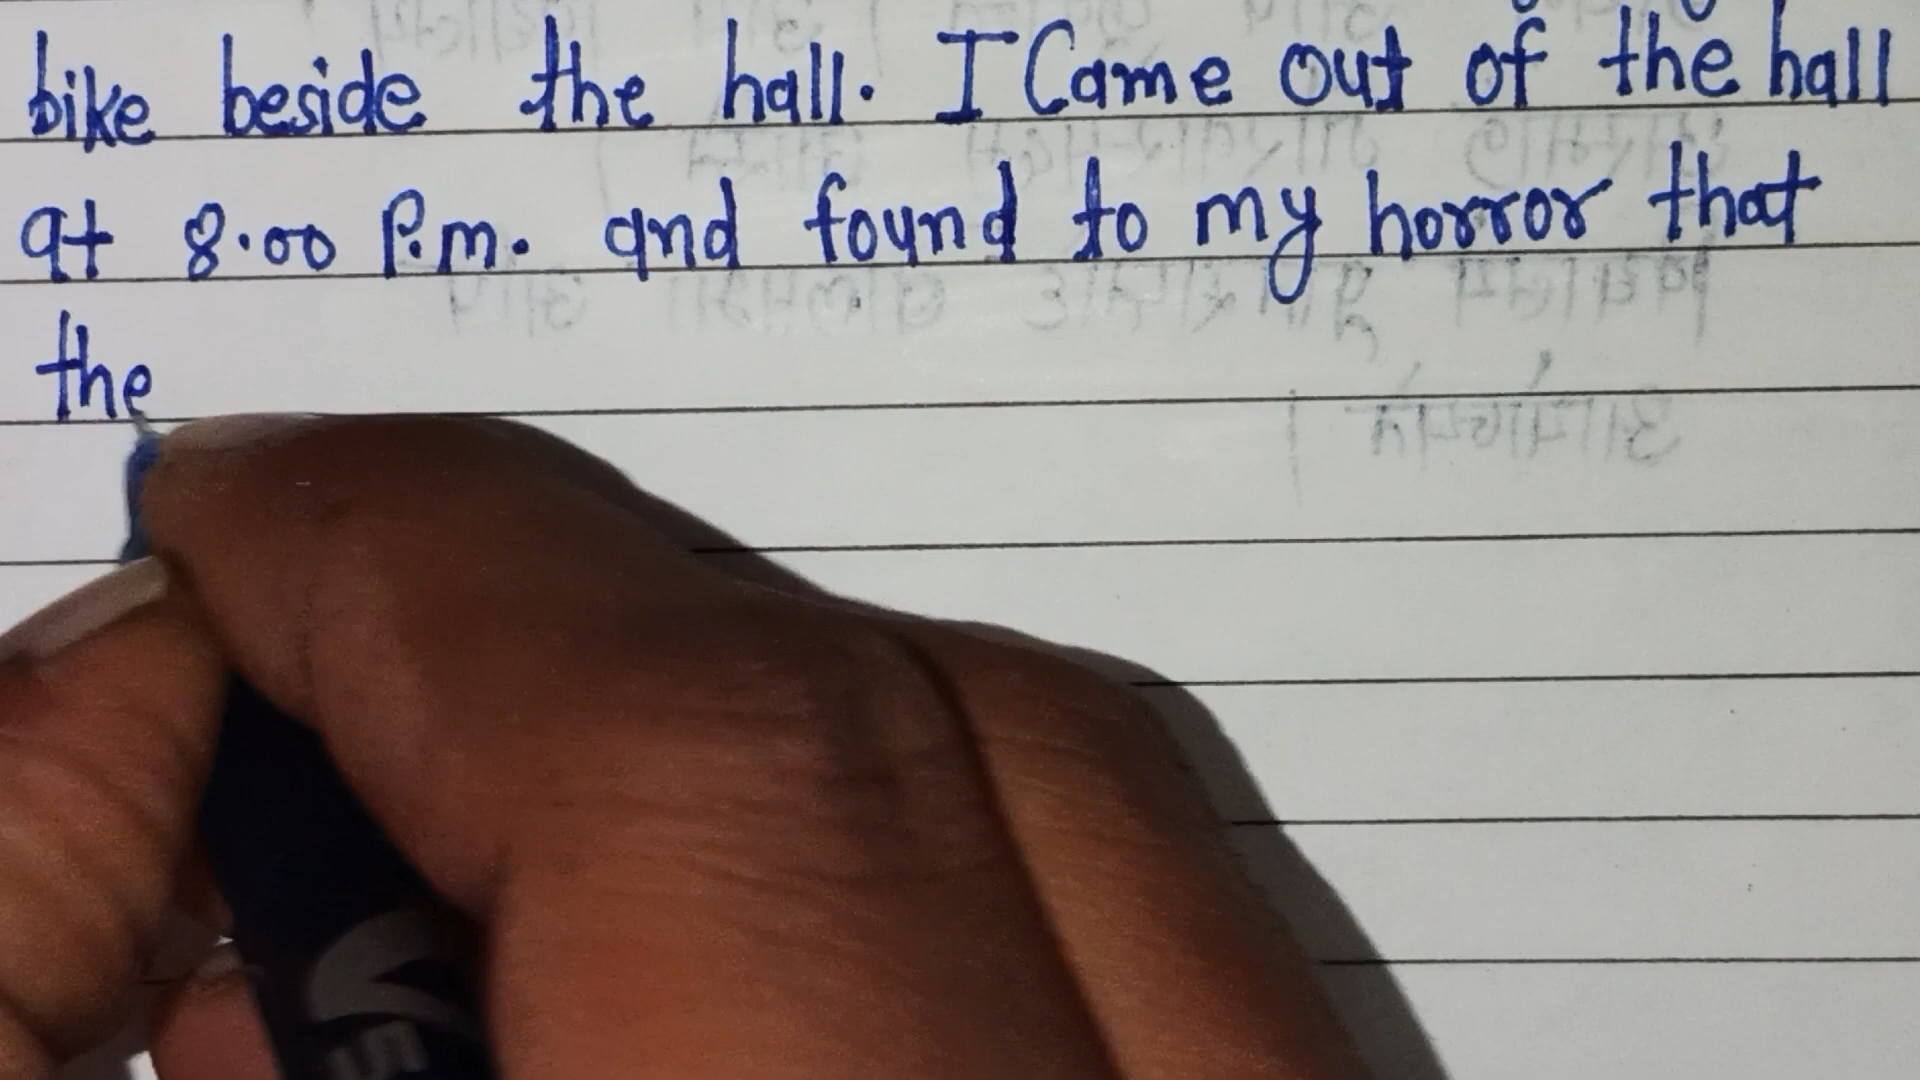 bike beside the hall. I Came out of the hall
at 8.00 P.m. and found to my horror that
the